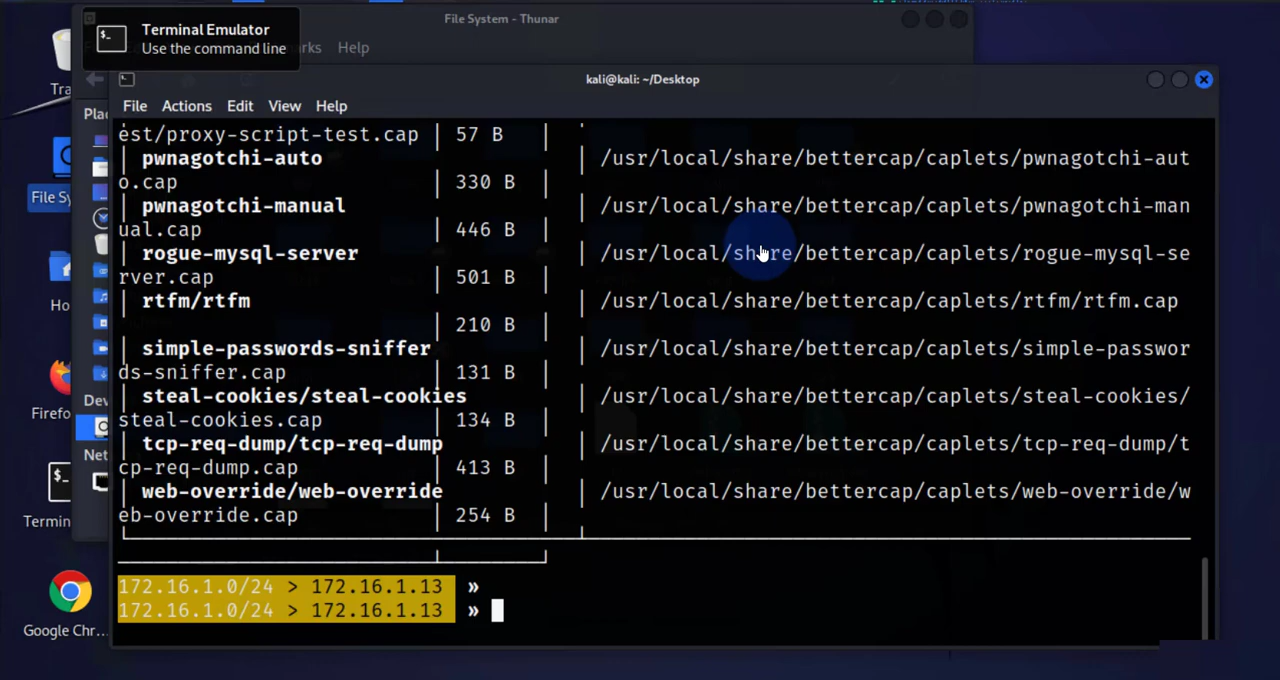 File System - Thunar
Terminal Emulator
Use the command line
Help
kali@kali: ~/Desktop
File Actions Edit View Help
est/proxy-script-test.cap | 57 B |
| pwnagotchi-auto | /usr/local/share/bettercap/caplets/pwnagotchi-aut
o.cap | 330 B |
| pwnagotchi-manual | /usr/local/share/bettercap/caplets/pwnagotchi-man
ual.cap | 446 B |
| rogue-mysql-server | /usr/local/share/bettercap/caplets/rogue-mysql-se
rver.cap | 501 B |
| rtfm/rtfm | /usr/local/share/bettercap/caplets/rtfm/rtfm.cap
| 210 B |
| simple-passwords-sniffer | /usr/local/share/bettercap/caplets/simple-passwor
ds-sniffer.cap | 131 B |
| steal-cookies/steal-cookies | /usr/local/share/bettercap/caplets/steal-cookies/
steal-cookies.cap | 134 B |
| tcp-req-dump/tcp-req-dump | /usr/local/share/bettercap/caplets/tcp-req-dump/t
cp-req-dump.cap | 413 B |
| web-override/web-override | /usr/local/share/bettercap/caplets/web-override/w
eb-override.cap | 254 B |
172.16.1.0/24 > 172.16.1.13 »
172.16.1.0/24 > 172.16.1.13 »
Tra
Plac
File Sy
Ho
Firefo
Dev
Net
Termin
Google Chr...